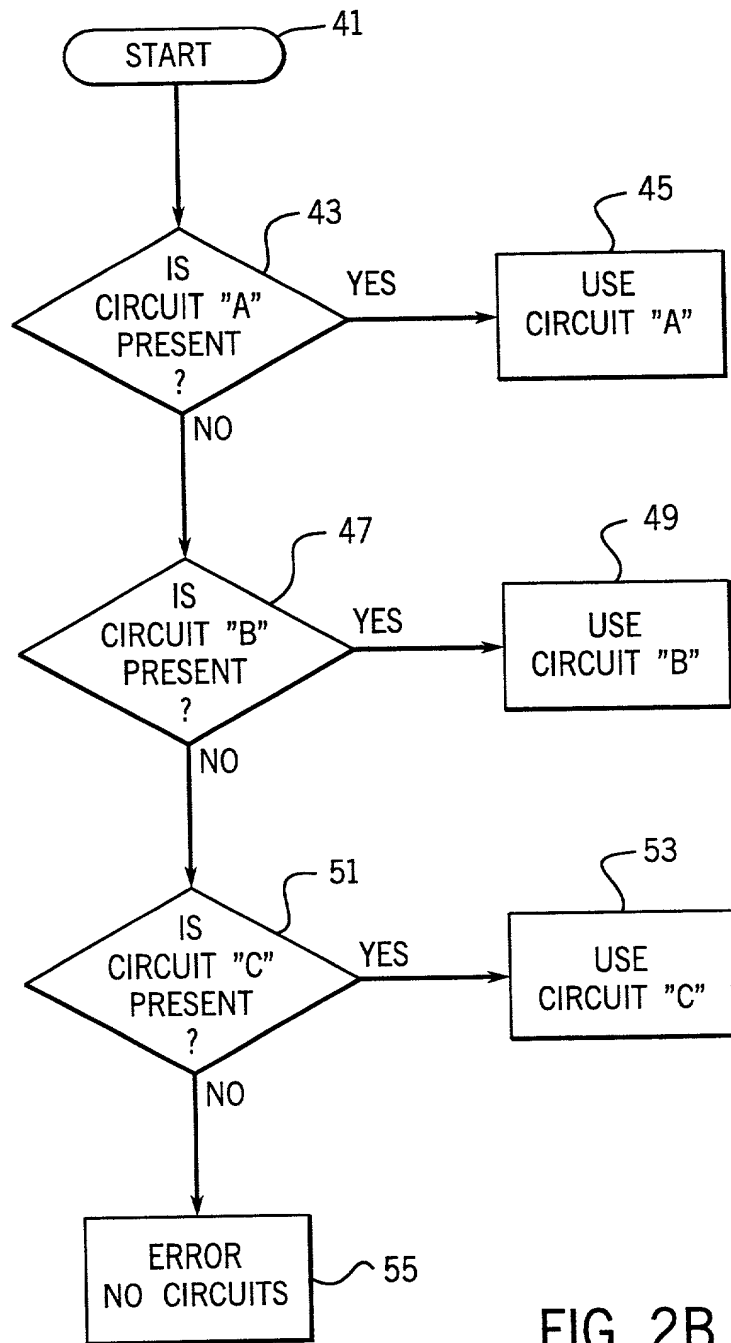 41
START
43
IS
CIRCUIT "A"
PRESENT
?
YES
45
USE
CIRCUIT "A"
NO
47
IS
CIRCUIT "B"
PRESENT
?
YES
49
USE
CIRCUIT "B"
NO
51
IS
CIRCUIT "C"
PRESENT
?
YES
53
USE
CIRCUIT "C"
NO
ERROR
NO CIRCUITS
55
FIG. 2B